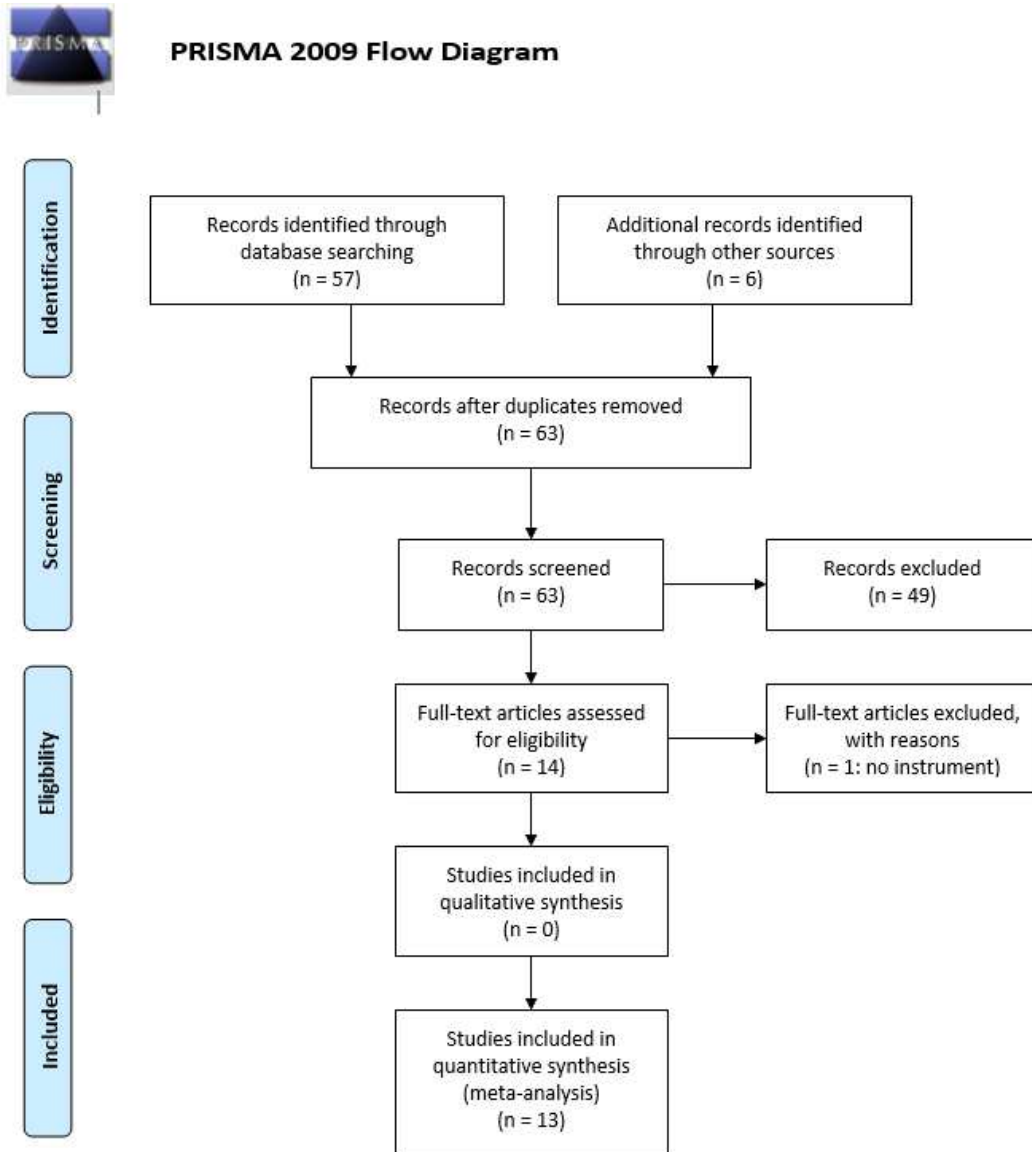 PRISMA
PRISMA 2009 Flow Diagram
Identification
Records identified through
database searching
(n = 57)
Additional records identified
through other sources
(n = 6)
Records after duplicates removed
(n = 63)
Screening
Records screened
(n = 63)
Records excluded
(n = 49)
Eligibility
Full-text articles assessed
for eligibility
(n = 14)
Full-text articles excluded,
with reasons
(n = 1: no instrument)
Studies included in
qualitative synthesis
(n = 0)
Included
Studies included in
quantitative synthesis
(meta-analysis)
(n = 13)